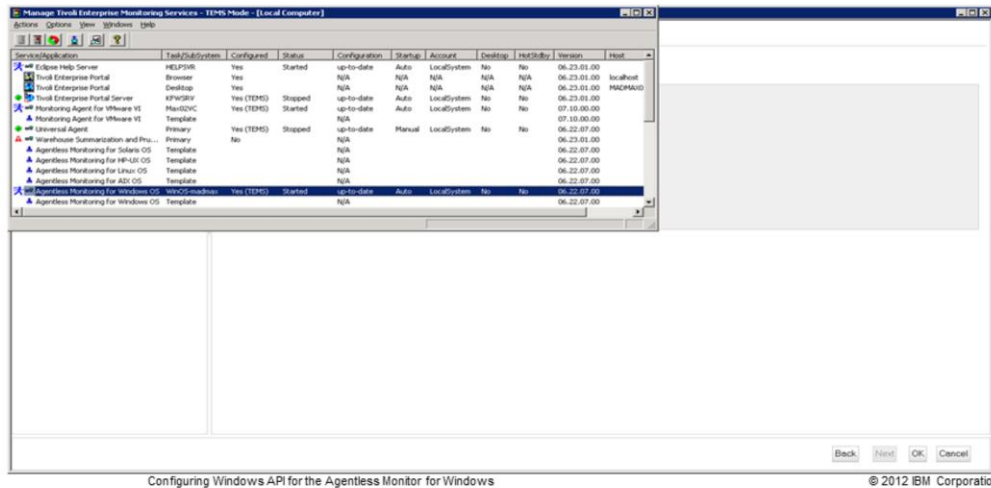 Manage Tivoli Enterprise Monitoring Services - TEMS Mode - [Local Computer]
Actions Options View Windows Help
Service/Application Task/SubSystem Configured Status Configuration Startup Account Desktop HotStdby Version Host
Eclipse Help Server HELPSVR Yes Started up-to-date Auto LocalSystem No No 06.23.01.00
Tivoli Enterprise Portal Browser Yes N/A N/A N/A N/A N/A 06.23.01.00 localhost
Tivoli Enterprise Portal Desktop Yes N/A N/A N/A N/A N/A 06.23.01.00 MADMAX0
Tivoli Enterprise Portal Server KFWSRV Yes (TEMS) Stopped up-to-date Auto LocalSystem No No 06.23.01.00
Monitoring Agent for VMware VI Max02VC Yes (TEMS) Started up-to-date Auto LocalSystem No No 07.10.00.00
Monitoring Agent for VMware VI Template N/A 07.10.00.00
Universal Agent Primary Yes (TEMS) Stopped up-to-date Manual LocalSystem No No 06.22.07.00
Warehouse Summarization and Pru... Primary No N/A 06.23.01.00
Agentless Monitoring for Solaris OS Template N/A 06.22.07.00
Agentless Monitoring for HP-UX OS Template N/A 06.22.07.00
Agentless Monitoring for Linux OS Template N/A 06.22.07.00
Agentless Monitoring for AIX OS Template N/A 06.22.07.00
Agentless Monitoring for Windows OS WinOS-madmax Yes (TEMS) Started up-to-date Auto LocalSystem No No 06.22.07.00
Agentless Monitoring for Windows OS Template N/A 06.22.07.00
Back Next OK Cancel
Configuring Windows API for the Agentless Monitor for Windows © 2012 IBM Corporatio